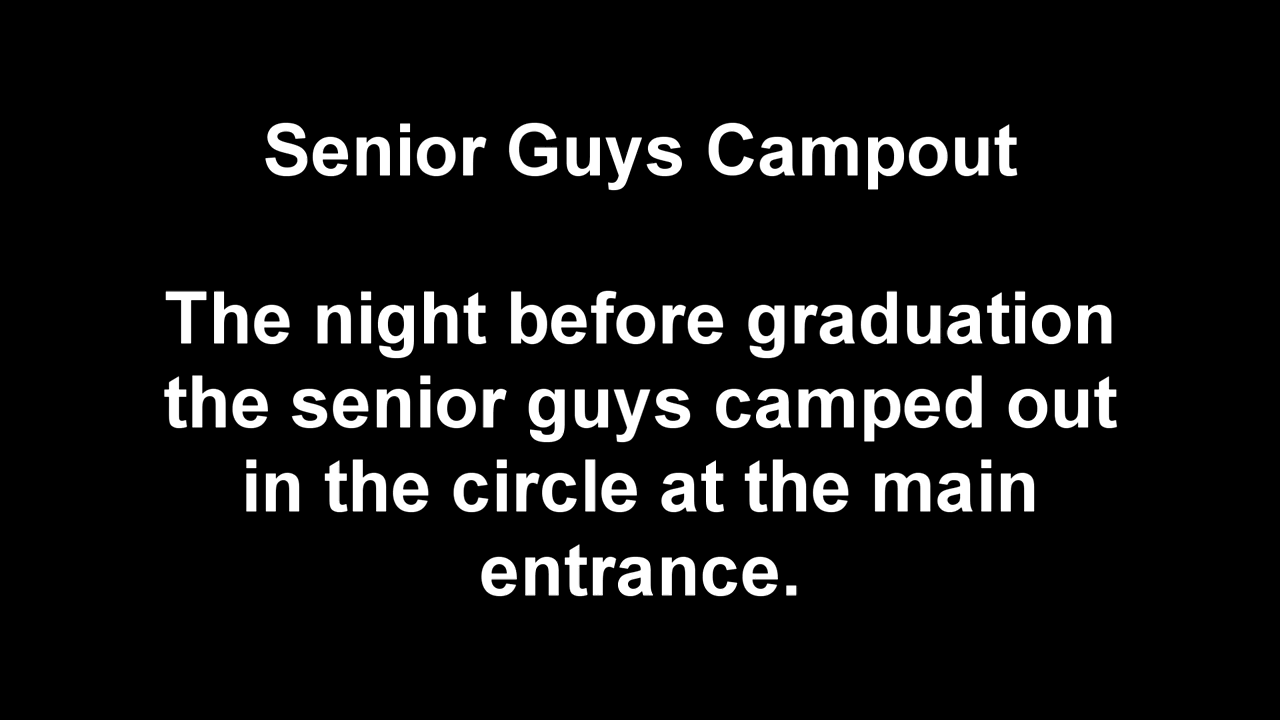 Senior Guys Campout
The night before graduation
the senior guys camped out
in the circle at the main
entrance.